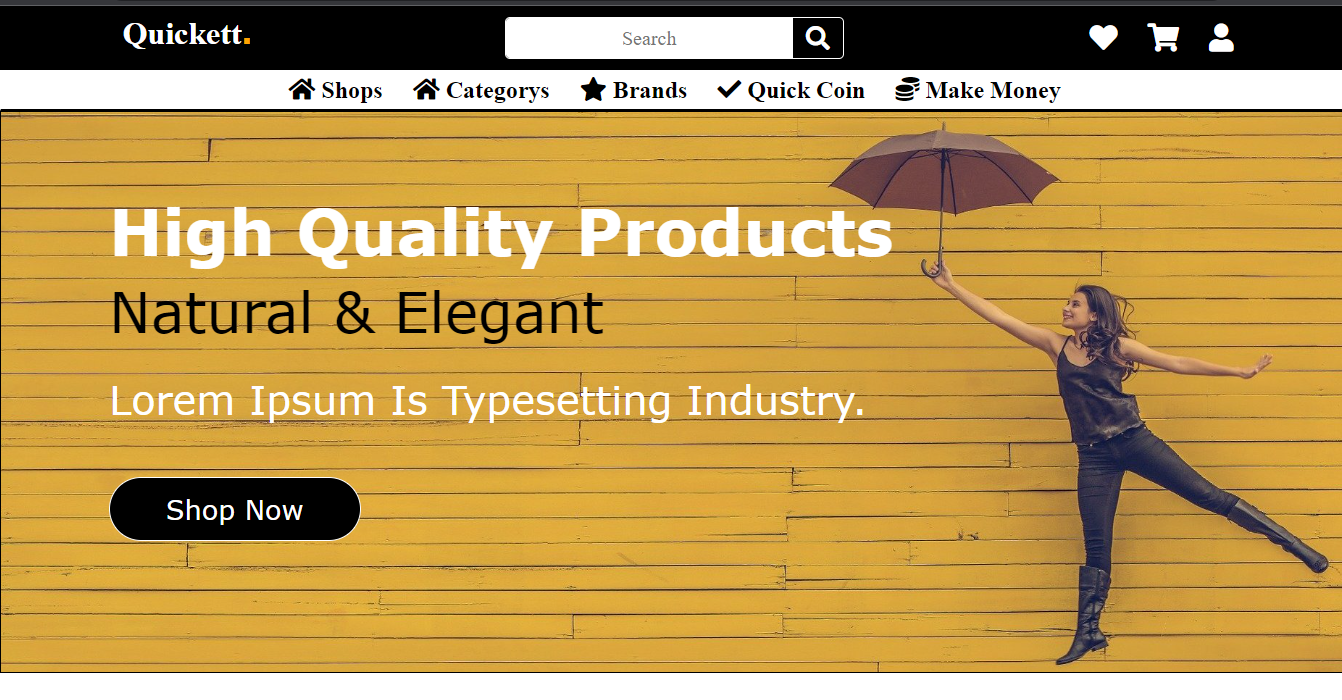 Quickett.
Search
Shops Categorys Brands Quick Coin Make Money
High Quality Products
Natural & Elegant
Lorem Ipsum Is Typesetting Industry.
Shop Now